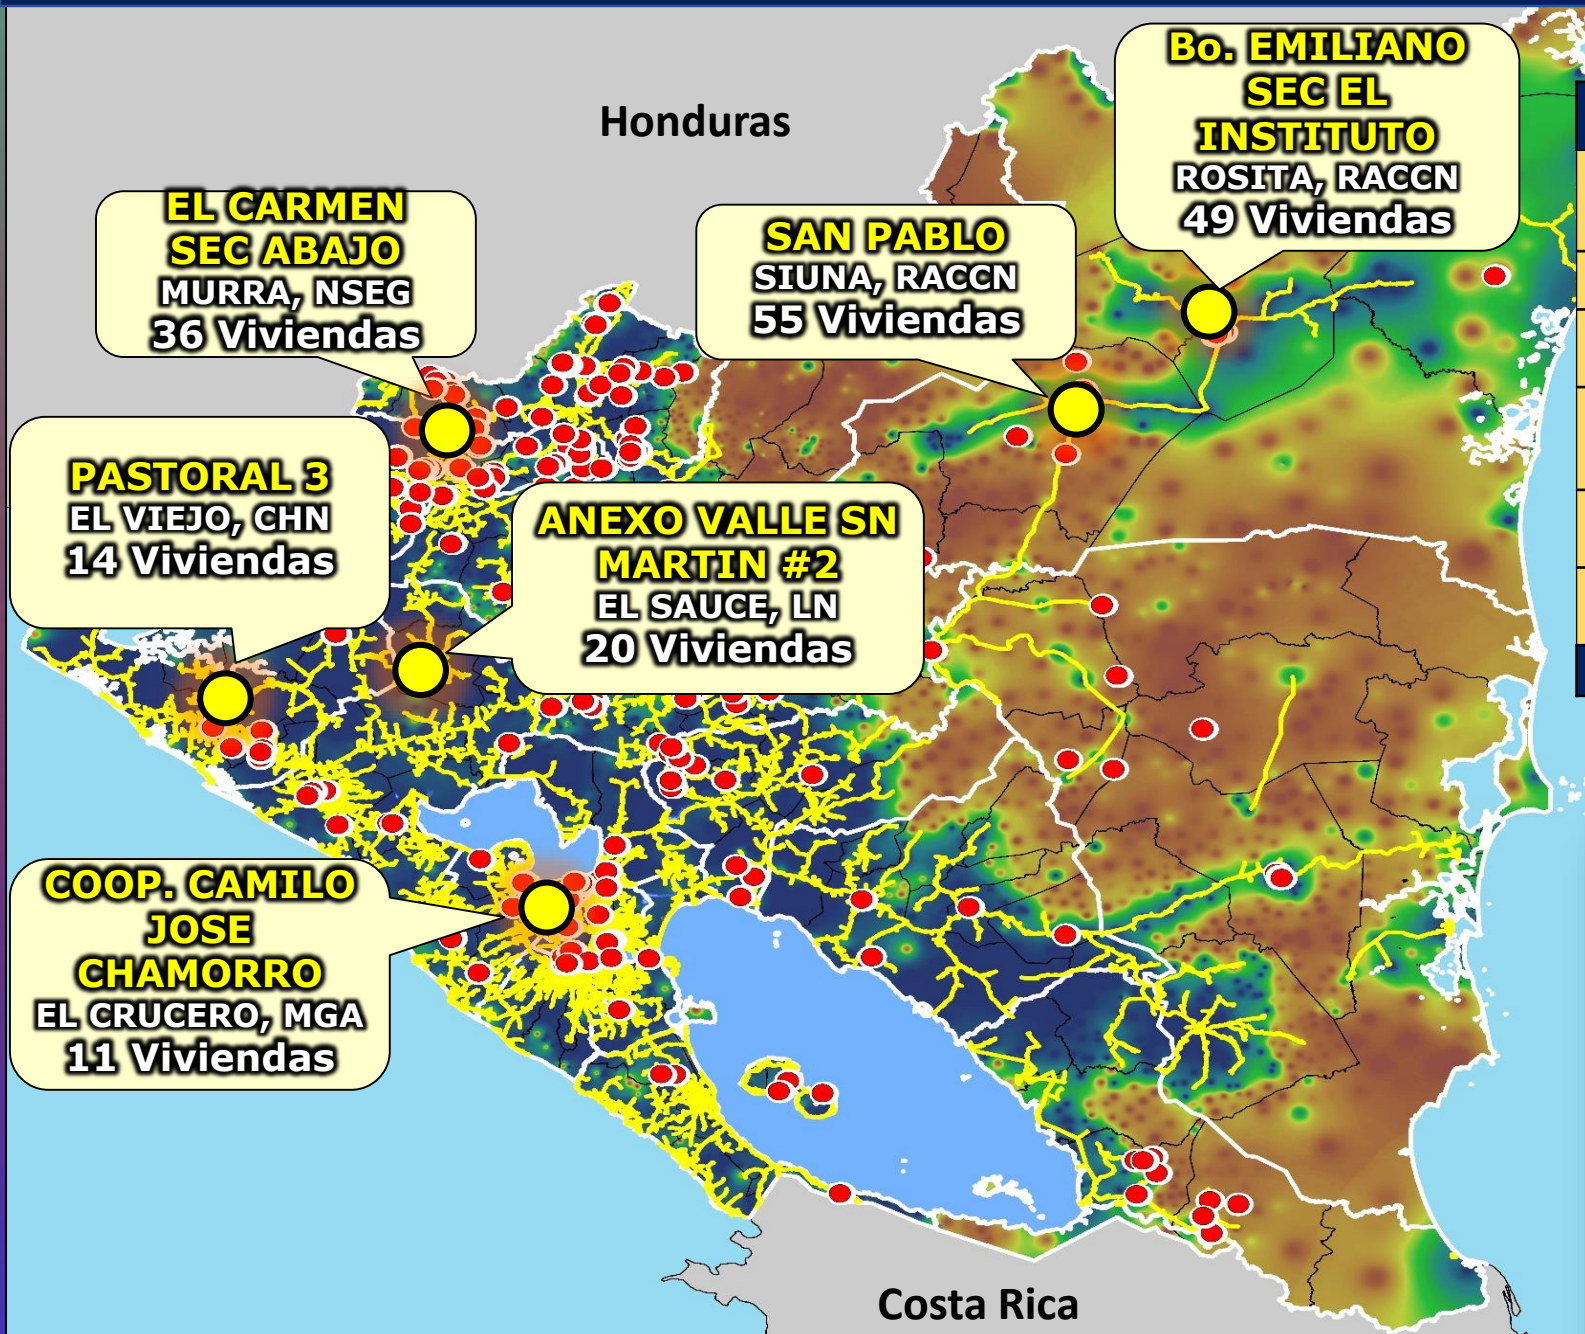 Honduras
Bo. EMILIANO
SEC EL
INSTITUTO
ROSITA, RACCN
49 Viviendas
EL CARMEN
SEC ABAJO
MURRA, NSEG
36 Viviendas
SAN PABLO
SIUNA, RACCN
55 Viviendas
PASTORAL 3
EL VIEJO, CHN
14 Viviendas
ANEXO VALLE SN
MARTIN #2
EL SAUCE, LN
20 Viviendas
COOP. CAMILO
JOSE
CHAMORRO
EL CRUCERO, MGA
11 Viviendas
Costa Rica